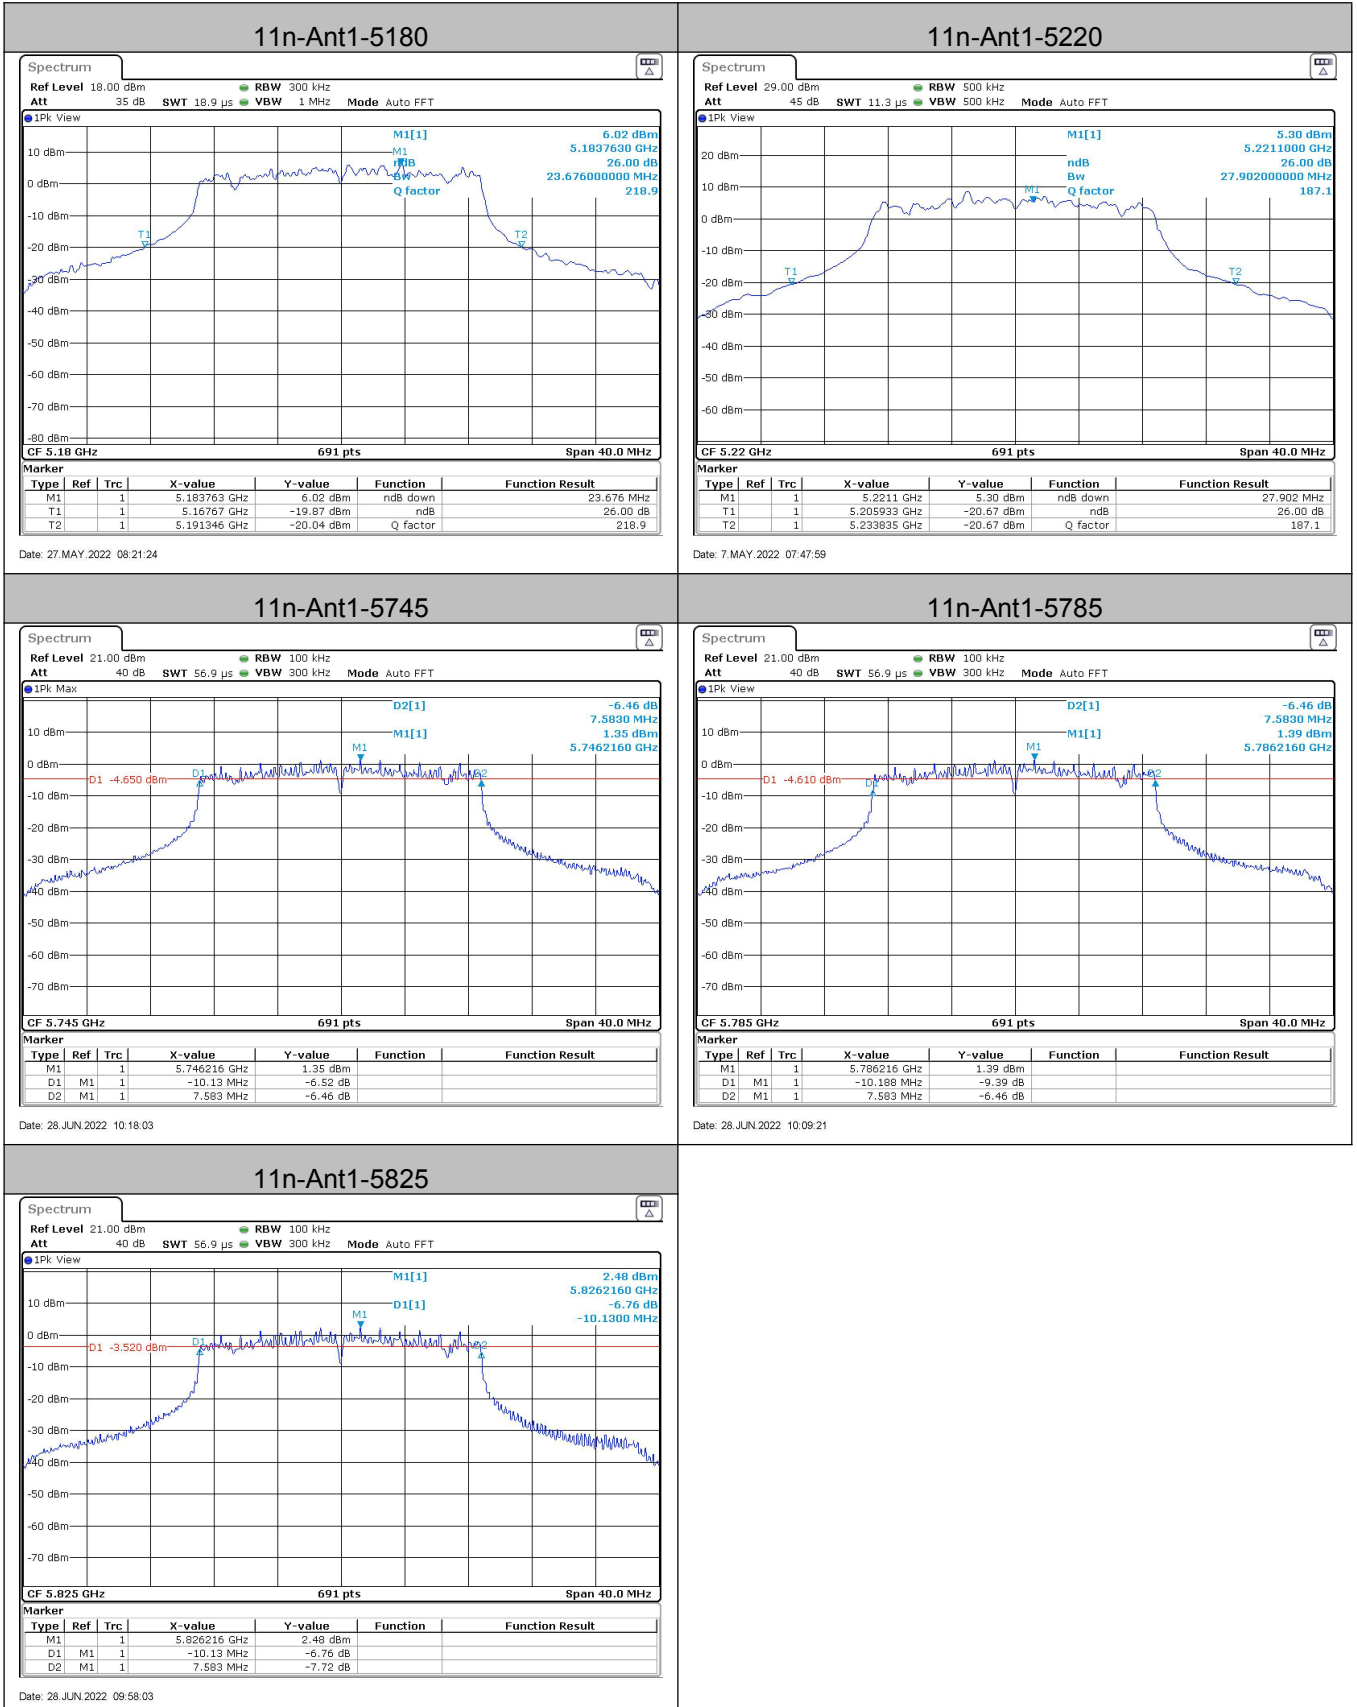 11n-Ant1-5180
Spectrum
Ref Level 18.00 dBm RBW 300 kHz
Att 35 dB SWT 18.9 µs VBW 1 MHz Mode Auto FFT
1Pk View
M1[1] 6.02 dBm
5.1837630 GHz
ndB 26.00 dB
Bw 23.676000000 MHz
Q factor 218.9
M1
T1
T2
10 dBm
0 dBm
-10 dBm
-20 dBm
-30 dBm
-40 dBm
-50 dBm
-60 dBm
-70 dBm
-80 dBm
CF 5.18 GHz 691 pts Span 40.0 MHz
Marker
Type Ref Trc X-value Y-value Function Function Result
M1 1 5.183763 GHz 6.02 dBm ndB down 23.676 MHz
T1 1 5.16767 GHz -19.87 dBm ndB 26.00 dB
T2 1 5.191346 GHz -20.04 dBm Q factor 218.9
Date: 27.MAY.2022 08:21:24
11n-Ant1-5220
Spectrum
Ref Level 29.00 dBm RBW 500 kHz
Att 45 dB SWT 11.3 µs VBW 500 kHz Mode Auto FFT
1Pk View
M1[1] 5.30 dBm
5.2211000 GHz
ndB 26.00 dB
Bw 27.902000000 MHz
Q factor 187.1
M1
T1
T2
20 dBm
10 dBm
0 dBm
-10 dBm
-20 dBm
-30 dBm
-40 dBm
-50 dBm
-60 dBm
CF 5.22 GHz 691 pts Span 40.0 MHz
Marker
Type Ref Trc X-value Y-value Function Function Result
M1 1 5.2211 GHz 5.30 dBm ndB down 27.902 MHz
T1 1 5.205933 GHz -20.67 dBm ndB 26.00 dB
T2 1 5.233835 GHz -20.67 dBm Q factor 187.1
Date: 7.MAY.2022 07:47:59
11n-Ant1-5745
Spectrum
Ref Level 21.00 dBm RBW 100 kHz
Att 40 dB SWT 56.9 µs VBW 300 kHz Mode Auto FFT
1Pk Max
D2[1] -6.46 dB
7.5830 MHz
M1[1] 1.35 dBm
5.7462160 GHz
M1
D1
D2
D1 -4.650 dBm
10 dBm
0 dBm
-10 dBm
-20 dBm
-30 dBm
-40 dBm
-50 dBm
-60 dBm
-70 dBm
CF 5.745 GHz 691 pts Span 40.0 MHz
Marker
Type Ref Trc X-value Y-value Function Function Result
M1 1 5.746216 GHz 1.35 dBm
D1 M1 1 -10.13 MHz -6.52 dB
D2 M1 1 7.583 MHz -6.46 dB
Date: 28.JUN.2022 10:18:03
11n-Ant1-5785
Spectrum
Ref Level 21.00 dBm RBW 100 kHz
Att 40 dB SWT 56.9 µs VBW 300 kHz Mode Auto FFT
1Pk View
D2[1] -6.46 dB
7.5830 MHz
M1[1] 1.39 dBm
5.7862160 GHz
M1
D1
D2
D1 -4.610 dBm
10 dBm
0 dBm
-10 dBm
-20 dBm
-30 dBm
-40 dBm
-50 dBm
-60 dBm
-70 dBm
CF 5.785 GHz 691 pts Span 40.0 MHz
Marker
Type Ref Trc X-value Y-value Function Function Result
M1 1 5.786216 GHz 1.39 dBm
D1 M1 1 -10.188 MHz -9.39 dB
D2 M1 1 7.583 MHz -6.46 dB
Date: 28.JUN.2022 10:09:21
11n-Ant1-5825
Spectrum
Ref Level 21.00 dBm RBW 100 kHz
Att 40 dB SWT 56.9 µs VBW 300 kHz Mode Auto FFT
1Pk View
M1[1] 2.48 dBm
5.8262160 GHz
D1[1] -6.76 dB
-10.1300 MHz
M1
D1
D2
D1 -3.520 dBm
10 dBm
0 dBm
-10 dBm
-20 dBm
-30 dBm
-40 dBm
-50 dBm
-60 dBm
-70 dBm
CF 5.825 GHz 691 pts Span 40.0 MHz
Marker
Type Ref Trc X-value Y-value Function Function Result
M1 1 5.826216 GHz 2.48 dBm
D1 M1 1 -10.13 MHz -6.76 dB
D2 M1 1 7.583 MHz -7.72 dB
Date: 28.JUN.2022 09:58:03